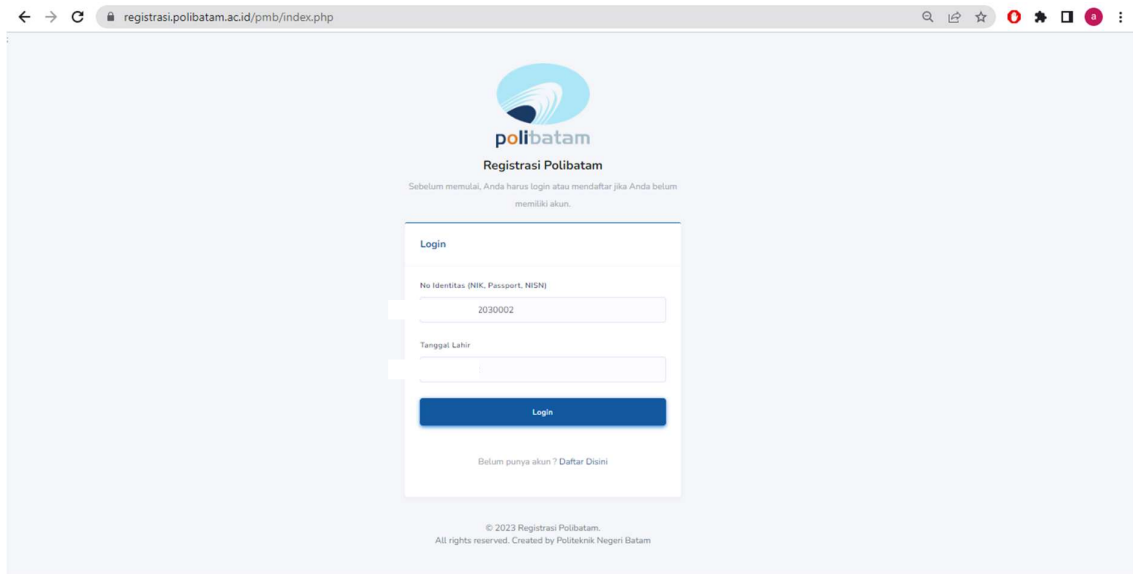 registrasi.polibatam.ac.id/pmb/index.php
a
polibatam
Registrasi Polibatam
Sebelum memulai, Anda harus login atau mendaftar jika Anda belum
memiliki akun.
Login
No Identitas (NIK, Passport, NISN)
2030002
Tanggal Lahir
Login
Belum punya akun ? Daftar Disini
© 2023 Registrasi Polibatam.
All rights reserved. Created by Politeknik Negeri Batam